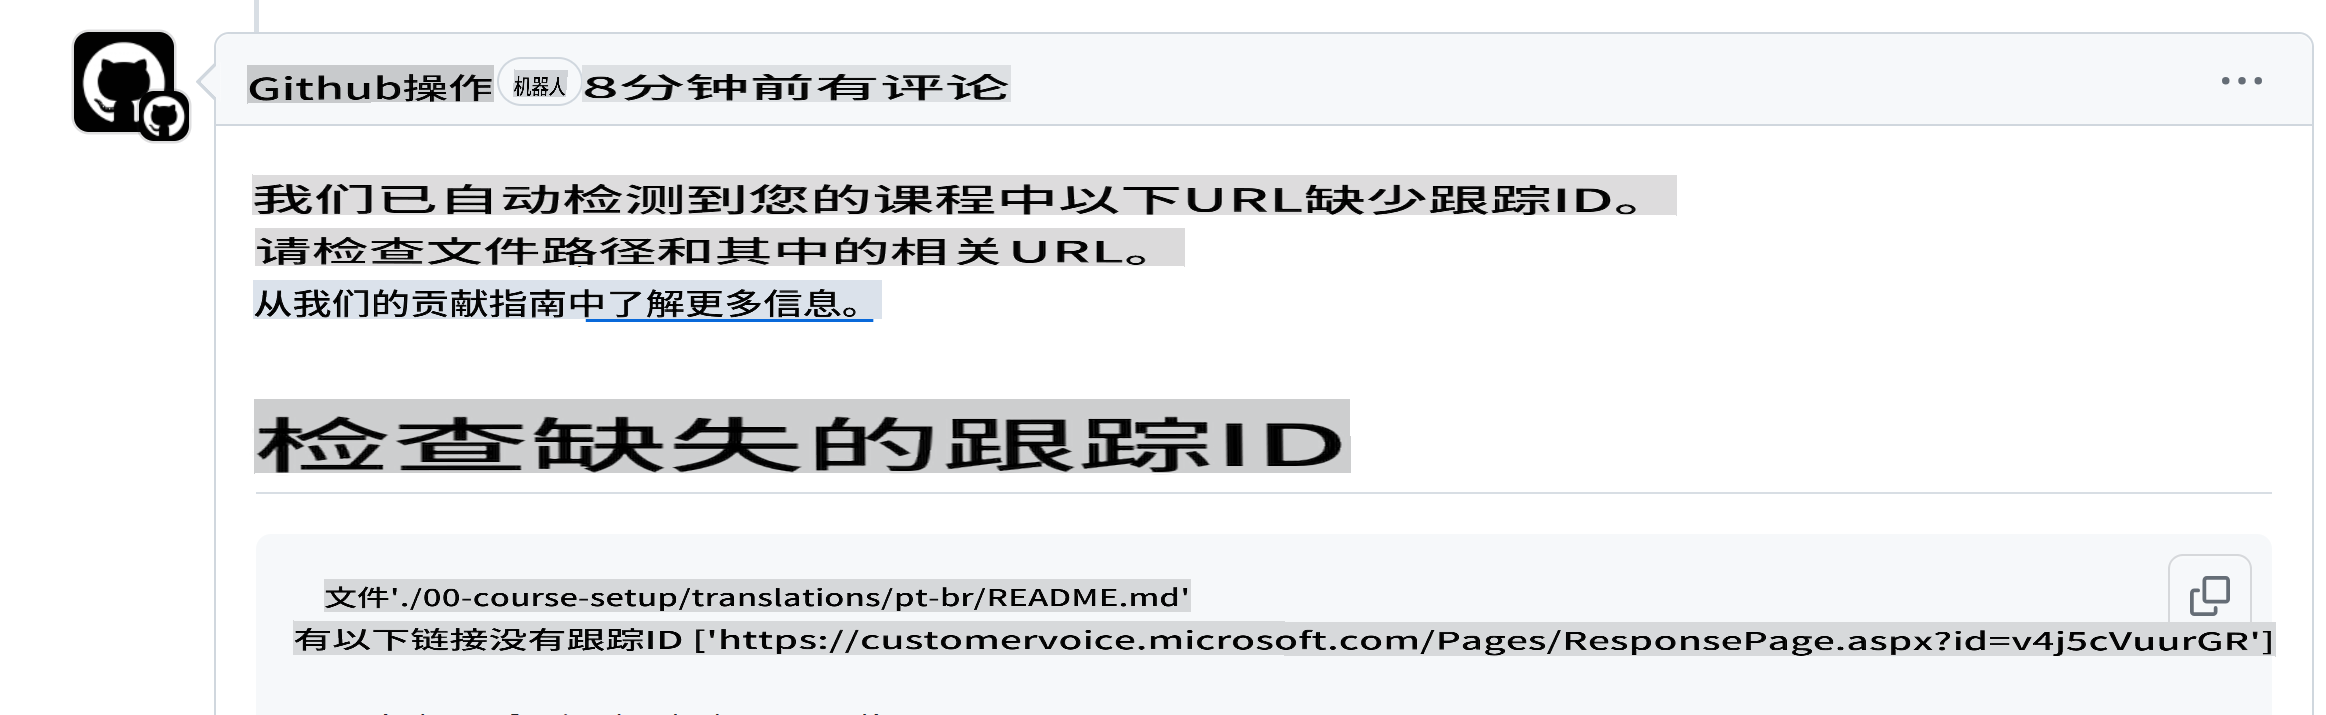 Github操作 机器人 8分钟前有评论
我们已自动检测到您的课程中以下URL缺少跟踪ID。
请检查文件路径和其中的相关URL。
从我们的贡献指南中了解更多信息。
检查缺失的跟踪ID
文件'./00-course-setup/translations/pt-br/README.md'
有以下链接没有跟踪ID ['https://customervoice.microsoft.com/Pages/ResponsePage.aspx?id=v4j5cVuurGR']